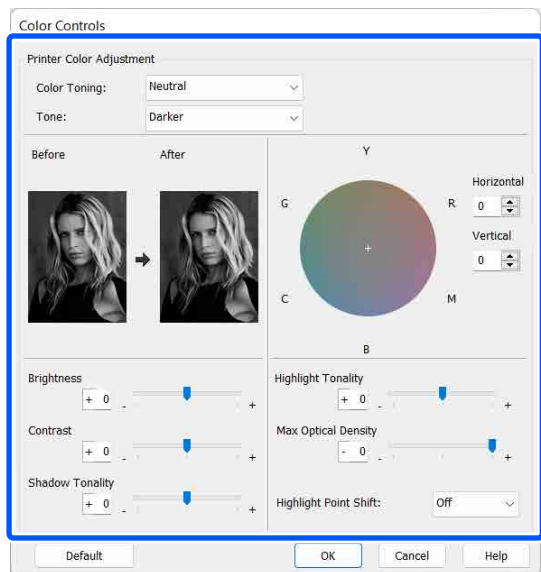 Color Controls
Printer Color Adjustment
Color Toning: Neutral
Tone: Darker
Before After
Y
G R
C M
B
Horizontal
0
Vertical
0
Brightness
+ 0 - +
Contrast
+ 0 - +
Shadow Tonality
+ 0 - +
Highlight Tonality
+ 0 - +
Max Optical Density
- 0 - +
Highlight Point Shift: Off
Default OK Cancel Help